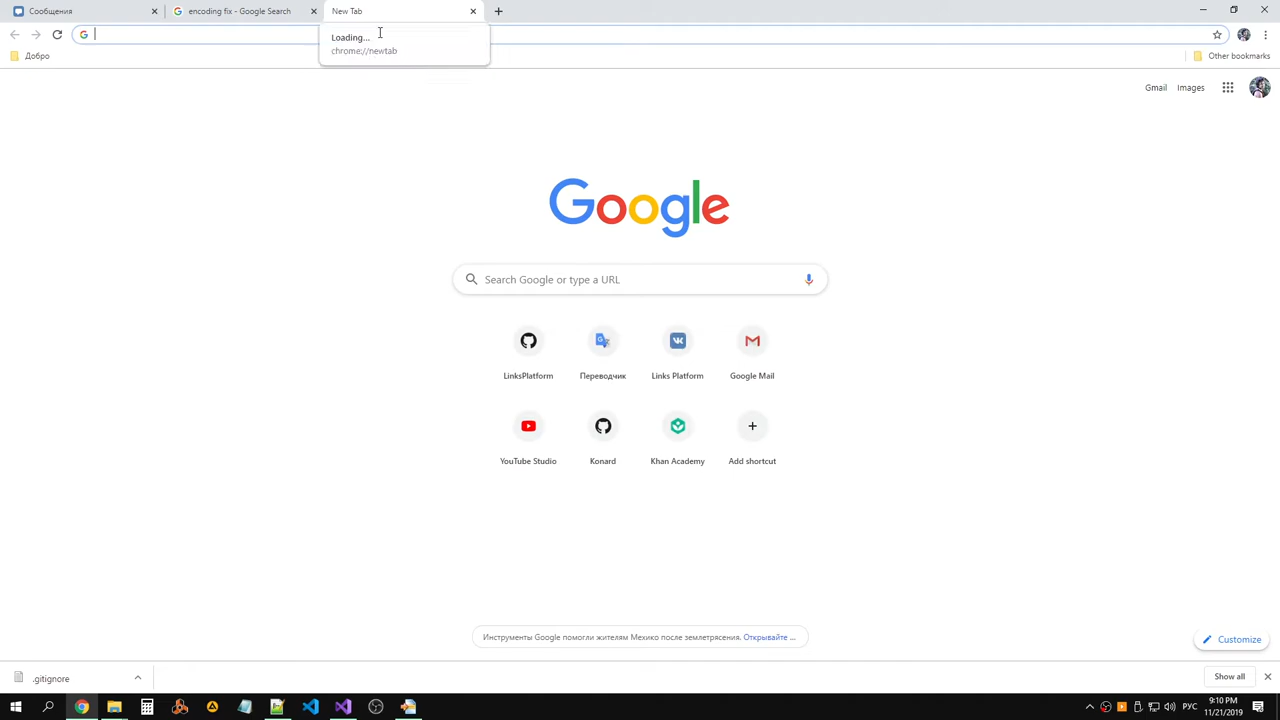 Сообщения
encoding fix - Google Search
New Tab
Loading...
chrome://newtab
Добро
Other bookmarks
Gmail
Images
Google
Search Google or type a URL
LinksPlatform
Переводчик
Links Platform
Google Mail
YouTube Studio
Konard
Khan Academy
Add shortcut
Инструменты Google помогли жителям Мехико после землетрясения. Открывайте ...
Customize
.gitignore
Show all
РУС
9:10 PM
11/21/2019